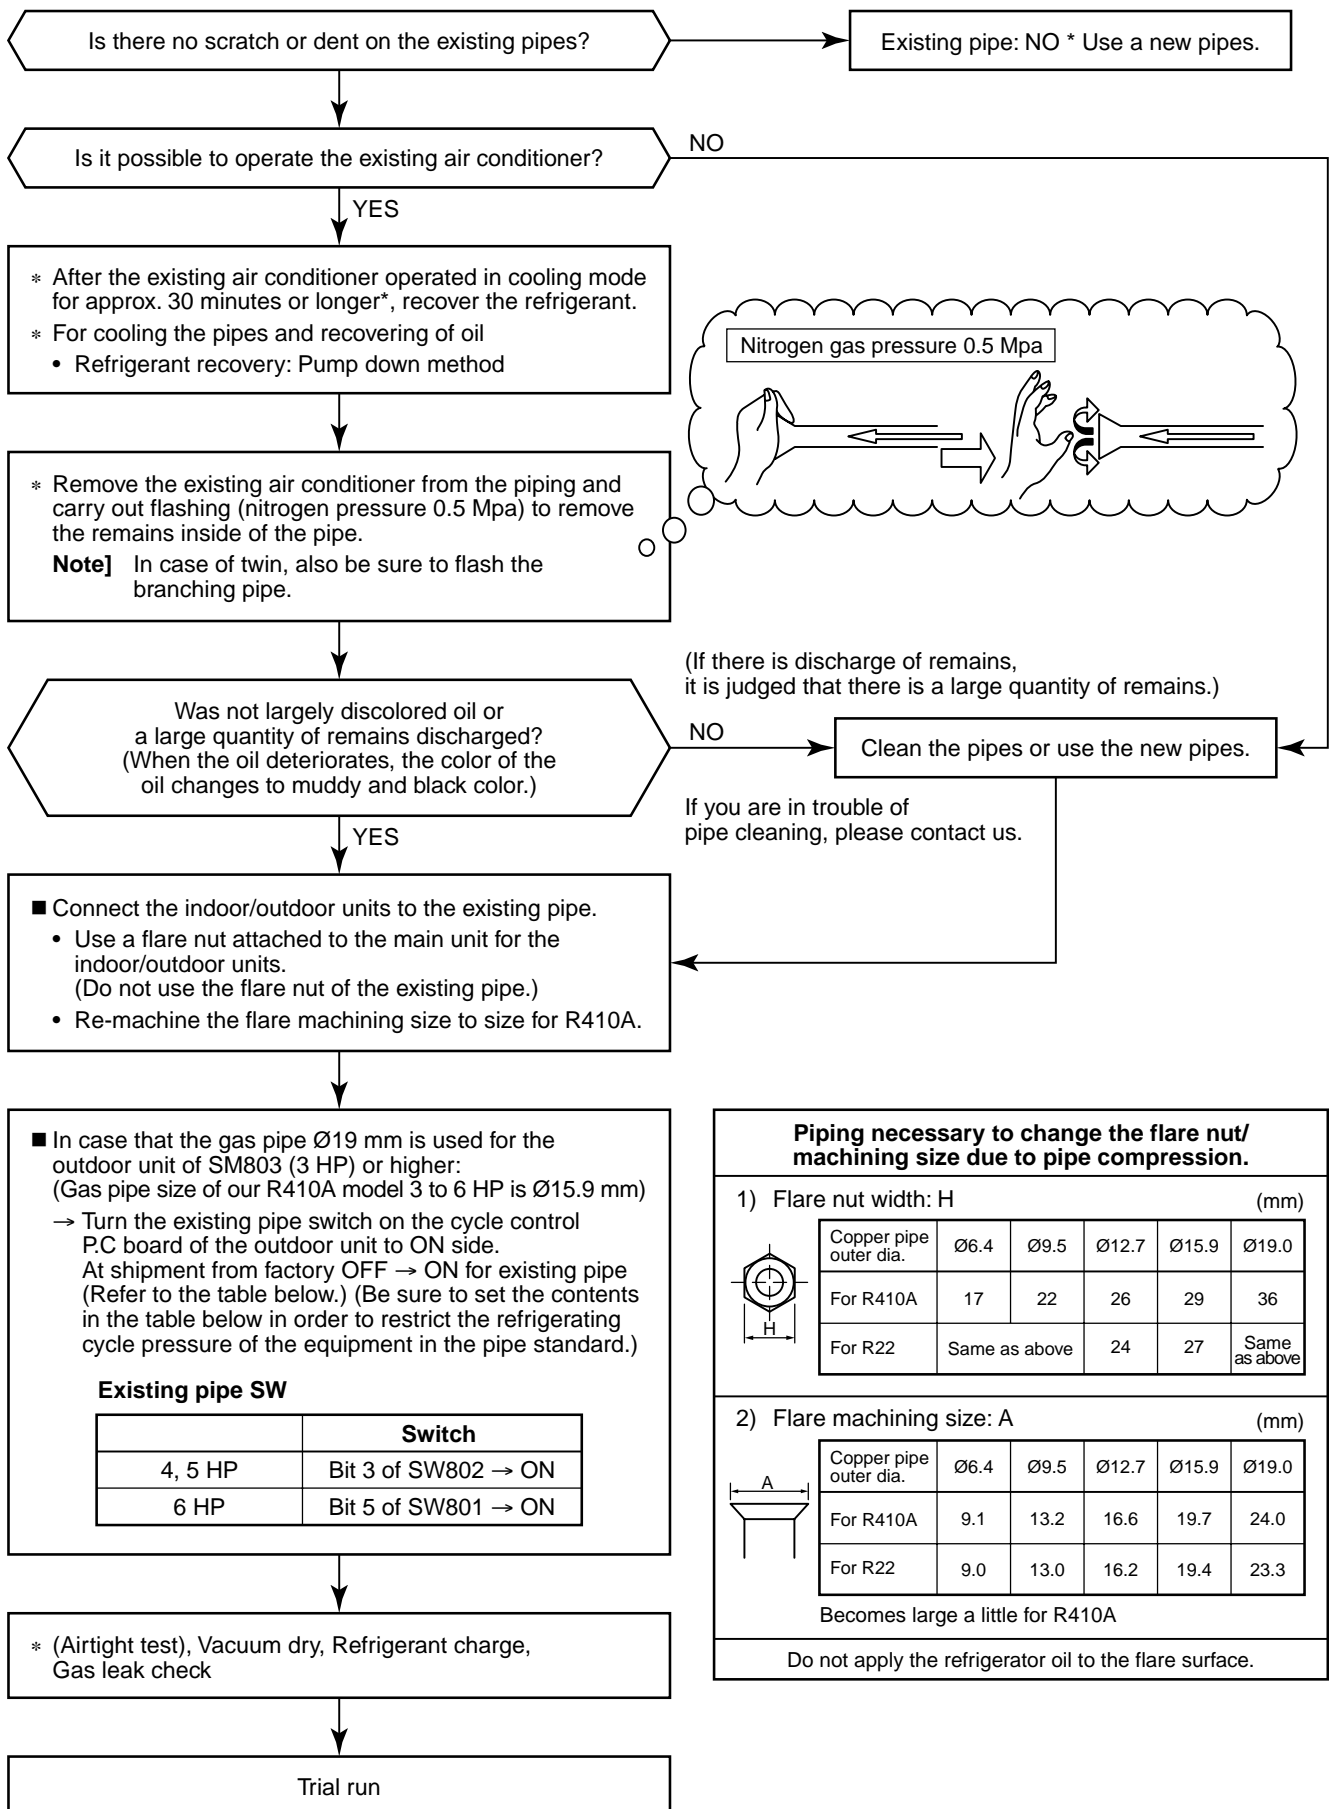 Is there no scratch or dent on the existing pipes?
Existing pipe: NO * Use a new pipes.
Is it possible to operate the existing air conditioner?
NO
YES
* After the existing air conditioner operated in cooling mode
for approx. 30 minutes or longer*, recover the refrigerant.
* For cooling the pipes and recovering of oil
• Refrigerant recovery: Pump down method
Nitrogen gas pressure 0.5 Mpa
* Remove the existing air conditioner from the piping and
carry out flashing (nitrogen pressure 0.5 Mpa) to remove
the remains inside of the pipe.
Note] In case of twin, also be sure to flash the
branching pipe.
(If there is discharge of remains,
it is judged that there is a large quantity of remains.)
Was not largely discolored oil or
a large quantity of remains discharged?
(When the oil deteriorates, the color of the
oil changes to muddy and black color.)
NO
Clean the pipes or use the new pipes.
If you are in trouble of
pipe cleaning, please contact us.
YES
■ Connect the indoor/outdoor units to the existing pipe.
• Use a flare nut attached to the main unit for the
indoor/outdoor units.
(Do not use the flare nut of the existing pipe.)
• Re-machine the flare machining size to size for R410A.
■ In case that the gas pipe Ø19 mm is used for the
outdoor unit of SM803 (3 HP) or higher:
(Gas pipe size of our R410A model 3 to 6 HP is Ø15.9 mm)
→ Turn the existing pipe switch on the cycle control
P.C board of the outdoor unit to ON side.
At shipment from factory OFF → ON for existing pipe
(Refer to the table below.) (Be sure to set the contents
in the table below in order to restrict the refrigerating
cycle pressure of the equipment in the pipe standard.)
Existing pipe SW
Switch
4, 5 HP Bit 3 of SW802 → ON
6 HP Bit 5 of SW801 → ON
* (Airtight test), Vacuum dry, Refrigerant charge,
Gas leak check
Trial run
Piping necessary to change the flare nut/
machining size due to pipe compression.
1) Flare nut width: H (mm)
H
Copper pipe
outer dia. Ø6.4 Ø9.5 Ø12.7 Ø15.9 Ø19.0
For R410A 17 22 26 29 36
For R22 Same as above 24 27 Same
as above
2) Flare machining size: A (mm)
A
Copper pipe
outer dia. Ø6.4 Ø9.5 Ø12.7 Ø15.9 Ø19.0
For R410A 9.1 13.2 16.6 19.7 24.0
For R22 9.0 13.0 16.2 19.4 23.3
Becomes large a little for R410A
Do not apply the refrigerator oil to the flare surface.